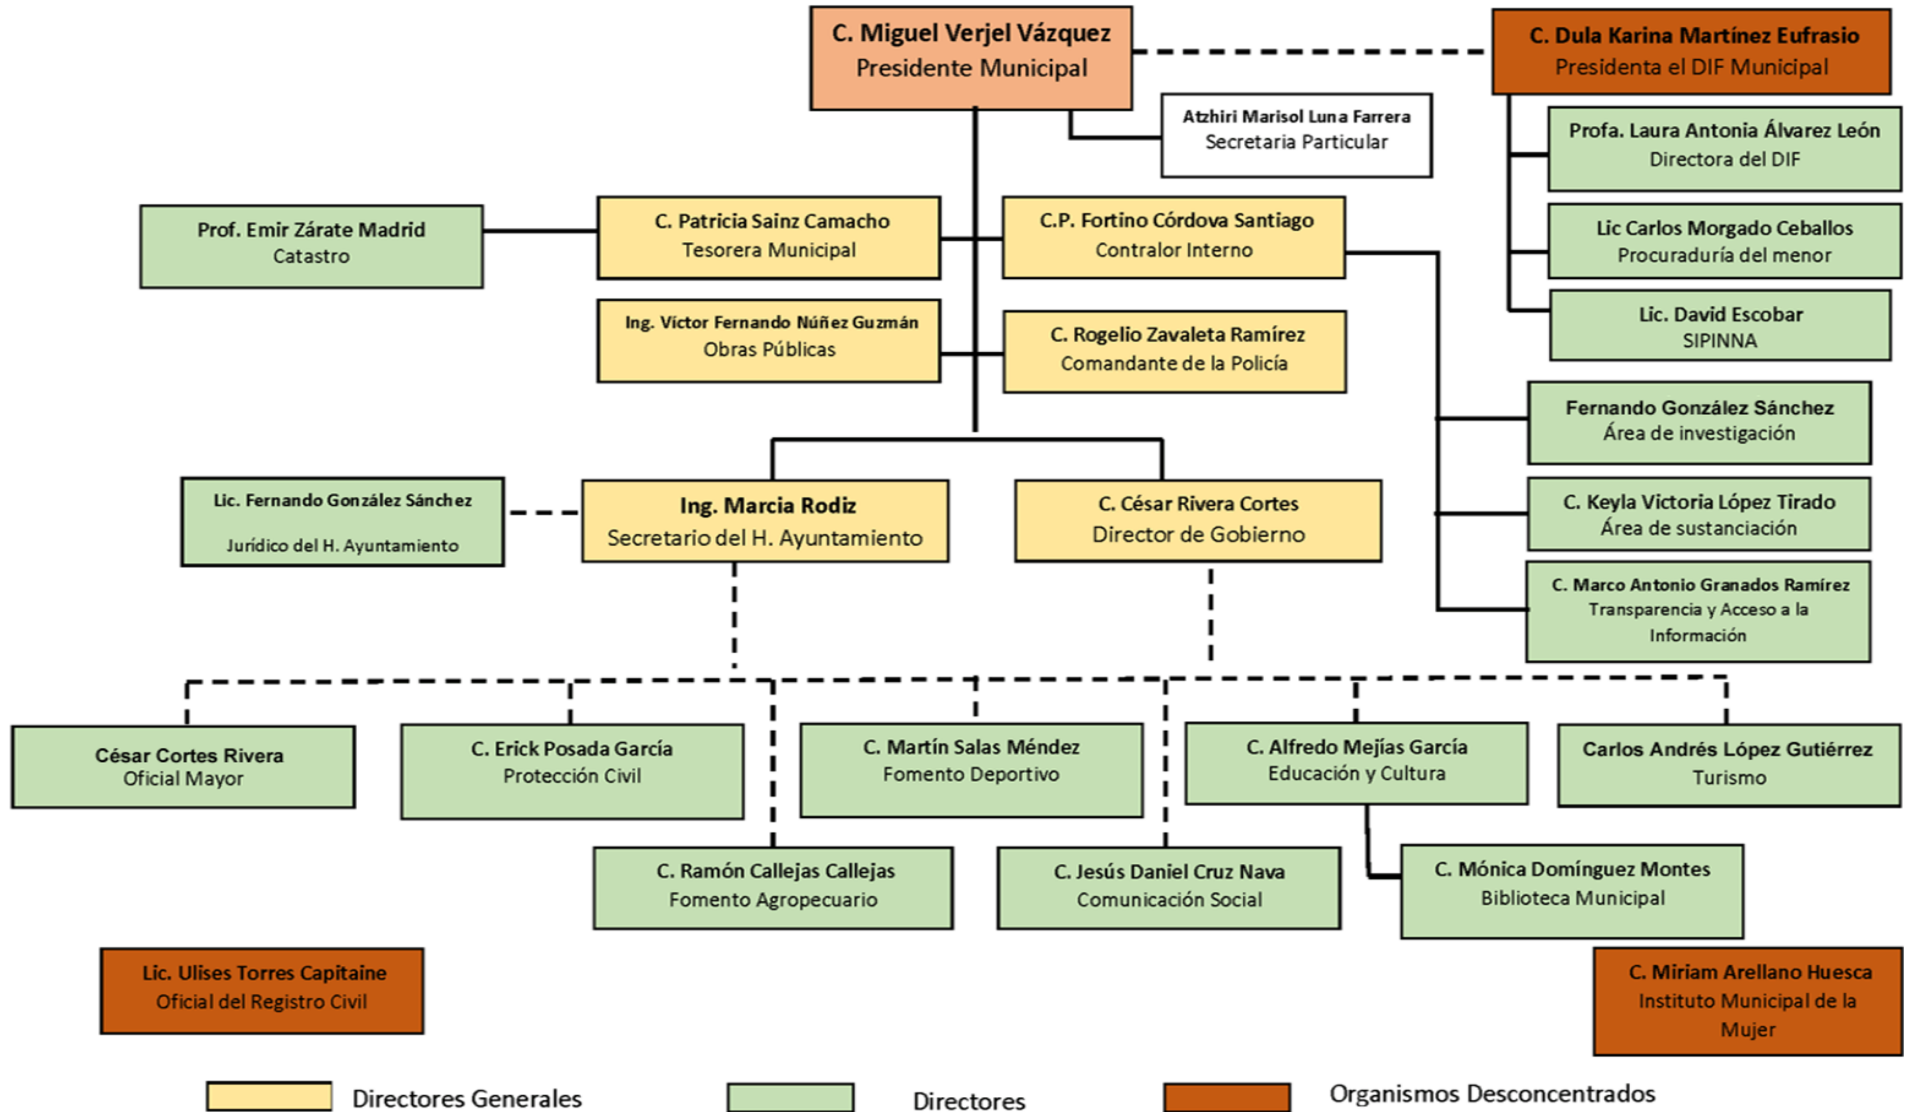 C. Miguel Verjel Vázquez
Presidente Municipal
C. Dula Karina Martínez Eufrasio
Presidenta el DIF Municipal
Atzhiri Marisol Luna Farrera
Secretaria Particular
Profa. Laura Antonia Álvarez León
Directora del DIF
Prof. Emir Zárate Madrid
Catastro
C. Patricia Sainz Camacho
Tesorera Municipal
C.P. Fortino Córdova Santiago
Contralor Interno
Lic Carlos Morgado Ceballos
Procuraduría del menor
Ing. Víctor Fernando Núñez Guzmán
Obras Públicas
C. Rogelio Zavaleta Ramírez
Comandante de la Policía
Lic. David Escobar
SIPINNA
Fernando González Sánchez
Área de investigación
Lic. Fernando González Sánchez
Jurídico del H. Ayuntamiento
Ing. Marcia Rodiz
Secretario del H. Ayuntamiento
C. César Rivera Cortes
Director de Gobierno
C. Keyla Victoria López Tirado
Área de sustanciación
C. Marco Antonio Granados Ramírez
Transparencia y Acceso a la
Información
César Cortes Rivera
Oficial Mayor
C. Erick Posada García
Protección Civil
C. Martín Salas Méndez
Fomento Deportivo
C. Alfredo Mejías García
Educación y Cultura
Carlos Andrés López Gutiérrez
Turismo
C. Ramón Callejas Callejas
Fomento Agropecuario
C. Jesús Daniel Cruz Nava
Comunicación Social
C. Mónica Domínguez Montes
Biblioteca Municipal
Lic. Ulises Torres Capitaine
Oficial del Registro Civil
C. Miriam Arellano Huesca
Instituto Municipal de la
Mujer
Directores Generales
Directores
Organismos Desconcentrados